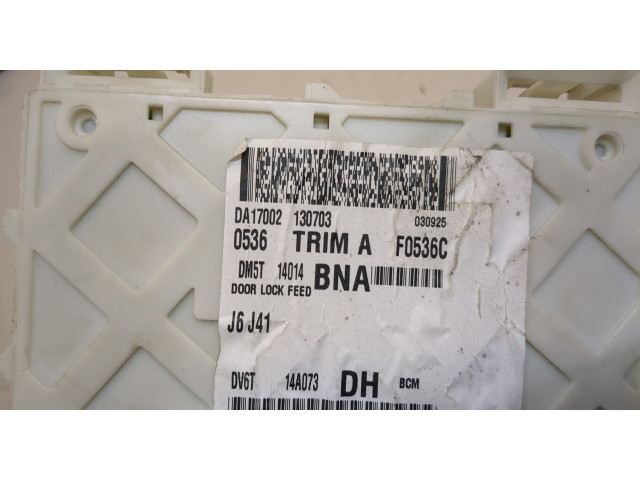 DA17002 130703 030925
0536 TRIM A F0536C
DM5T 14014 BNA
DOOR LOCK FEED
J6 J41
DV6T 14A073 DH BCM